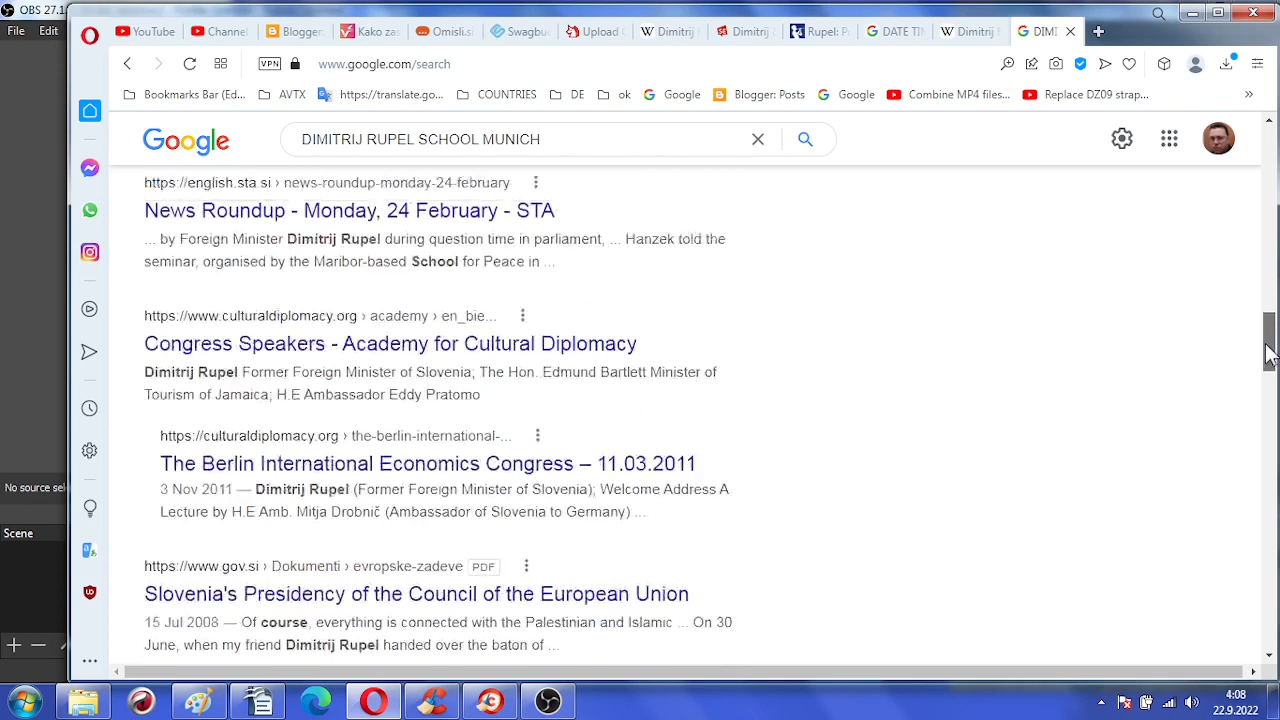 OBS 27.1
File Edit
YouTube
Channel
Blogger
Kako zas
Omisli.s
Swagbu
Upload
Dimitrij
Dimitrij
Rupel: P
DATE TI
Dimitrij
DIMI
VPN
www.google.com/search
Bookmarks Bar (Ed...
AVTX
https://translate.go...
COUNTRIES
DE
ok
Google
Blogger: Posts
Google
Combine MP4 files...
Replace DZ09 strap...
»
Google
DIMITRIJ RUPEL SCHOOL MUNICH
https://english.sta.si › news-roundup-monday-24-february
News Roundup - Monday, 24 February - STA
... by Foreign Minister Dimitrij Rupel during question time in parliament, ... Hanzek told the
seminar, organised by the Maribor-based School for Peace in ...
https://www.culturaldiplomacy.org › academy › en_bie...
Congress Speakers - Academy for Cultural Diplomacy
Dimitrij Rupel Former Foreign Minister of Slovenia; The Hon. Edmund Bartlett Minister of
Tourism of Jamaica; H.E Ambassador Eddy Pratomo
https://culturaldiplomacy.org › the-berlin-international-...
The Berlin International Economics Congress – 11.03.2011
3 Nov 2011 — Dimitrij Rupel (Former Foreign Minister of Slovenia); Welcome Address A
Lecture by H.E Amb. Mitja Drobnič (Ambassador of Slovenia to Germany) ...
https://www.gov.si › Dokumenti › evropske-zadeve PDF
Slovenia's Presidency of the Council of the European Union
15 Jul 2008 — Of course, everything is connected with the Palestinian and Islamic ... On 30
June, when my friend Dimitrij Rupel handed over the baton of ...
No source sel
Scene
4:08
22.9.2022